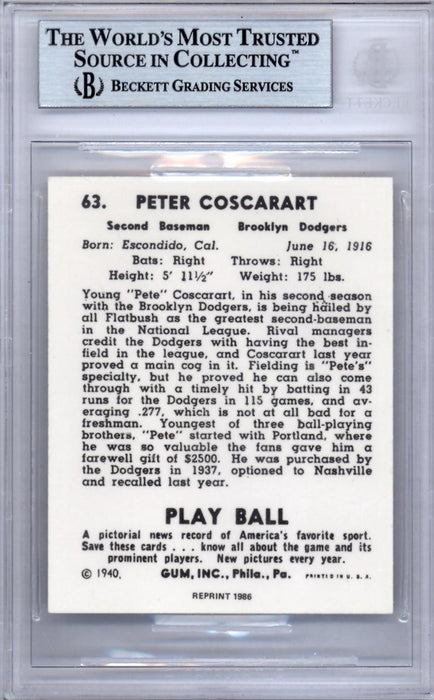 THE WORLD'S MOST TRUSTED
SOURCE IN COLLECTING™
B BECKETT GRADING SERVICES
BECKETT
63. PETER COSCARART
Second Baseman Brooklyn Dodgers
Born: Escondido, Cal. June 16, 1916
Bats: Right Throws: Right
Height: 5' 11½" Weight: 175 lbs.
Young "Pete" Coscarart, in his second season
with the Brooklyn Dodgers, is being hailed by
all Flatbush as the greatest second-baseman
in the National League. Rival managers
credit the Dodgers with having the best in-
field in the league, and Coscarart last year
proved a main cog in it. Fielding is "Pete's"
specialty, but he proved he can also come
through with a timely hit by batting in 43
runs for the Dodgers in 115 games, and av-
eraging .277, which is not at all bad for a
freshman. Youngest of three ball-playing
brothers, "Pete" started with Portland, where
he was so valuable the fans gave him a
farewell gift of $2500. He was purchased by
the Dodgers in 1937, optioned to Nashville
and recalled last year.
PLAY BALL
A pictorial news record of America's favorite sport.
Save these cards . . . know all about the game and its
prominent players. New pictures every year.
© 1940, GUM, INC., Phila., Pa. PRINTED IN U. S. A.
REPRINT 1986